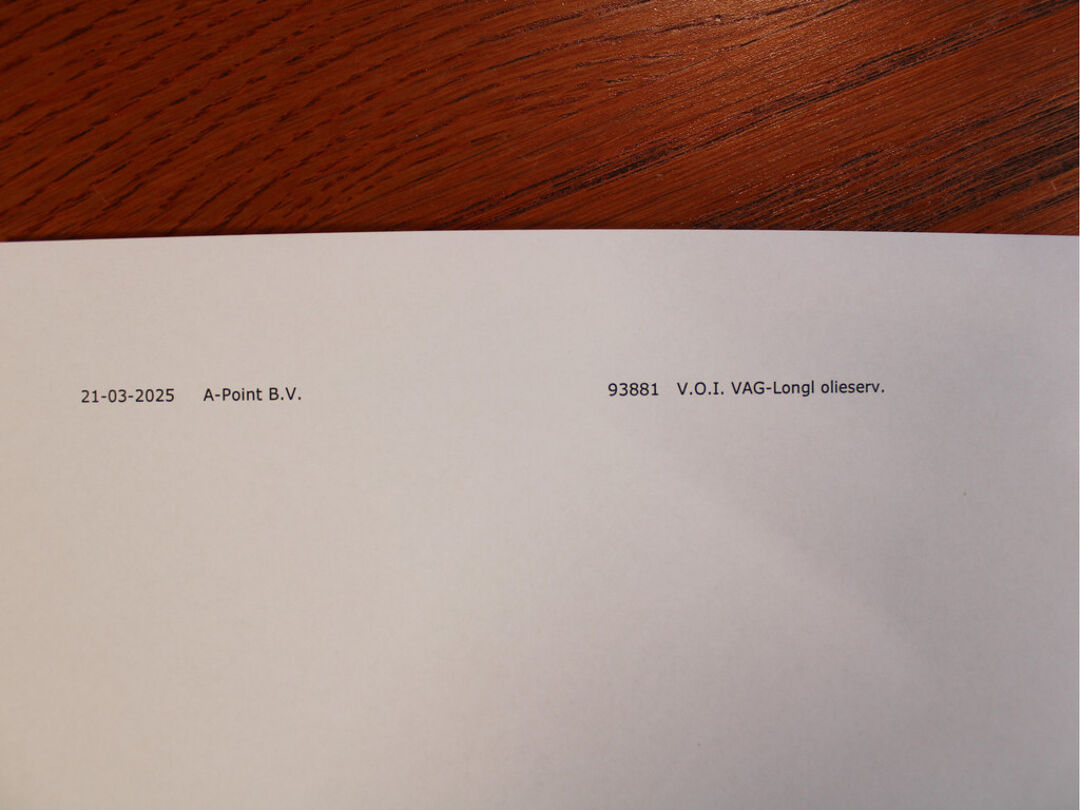 21-03-2025 A-Point B.V. 93881 V.O.I. VAG-Longl olieserv.